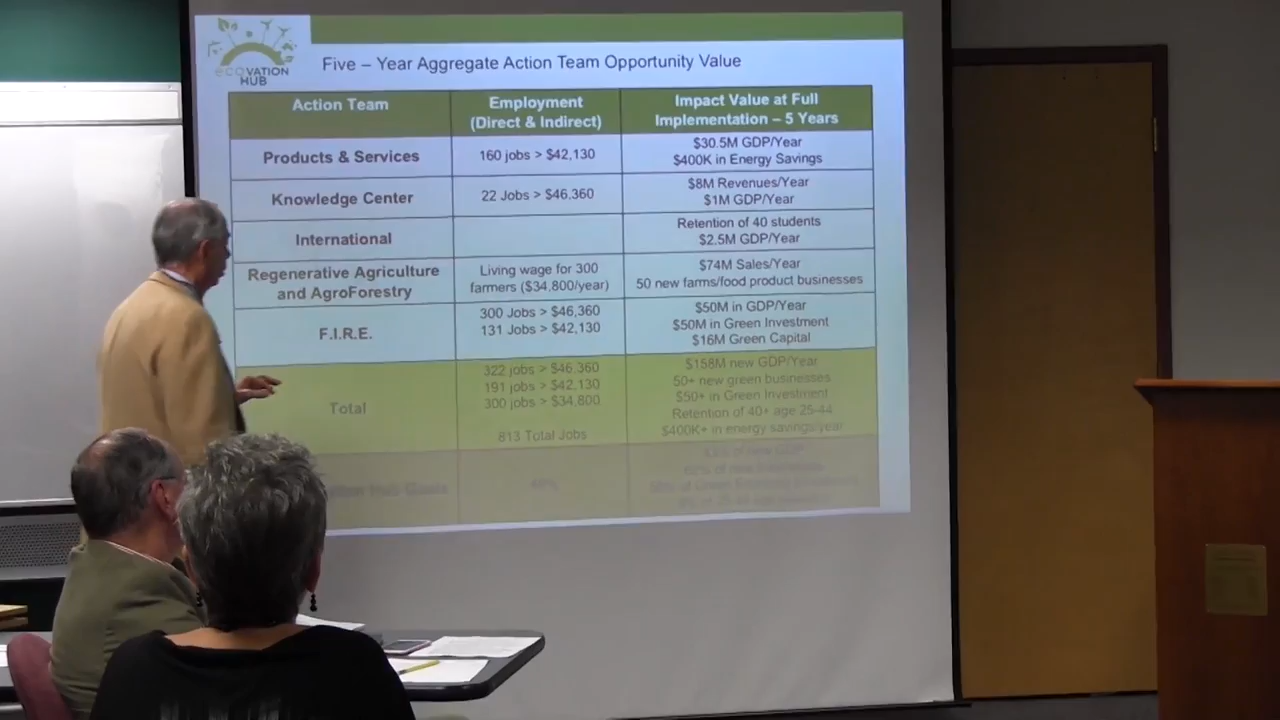 ecOVATION
HUB
Five – Year Aggregate Action Team Opportunity Value
Action Team
Employment
(Direct & Indirect)
Impact Value at Full
Implementation – 5 Years
Products & Services
160 jobs > $42,130
$30.5M GDP/Year
$400K in Energy Savings
Knowledge Center
22 Jobs > $46,360
$8M Revenues/Year
$1M GDP/Year
International
Retention of 40 students
$2.5M GDP/Year
Regenerative Agriculture
and AgroForestry
Living wage for 300
farmers ($34,800/year)
$74M Sales/Year
50 new farms/food product businesses
F.I.R.E.
300 Jobs > $46,360
131 Jobs > $42,130
$50M in GDP/Year
$50M in Green Investment
$16M Green Capital
Total
322 jobs > $46,360
191 jobs > $42,130
300 jobs > $34,800
813 Total Jobs
$158M new GDP/Year
50+ new green businesses
$50+ in Green Investment
Retention of 40+ age 25-44
$400K+ in energy savings/year
Hub Goals
of new GDP